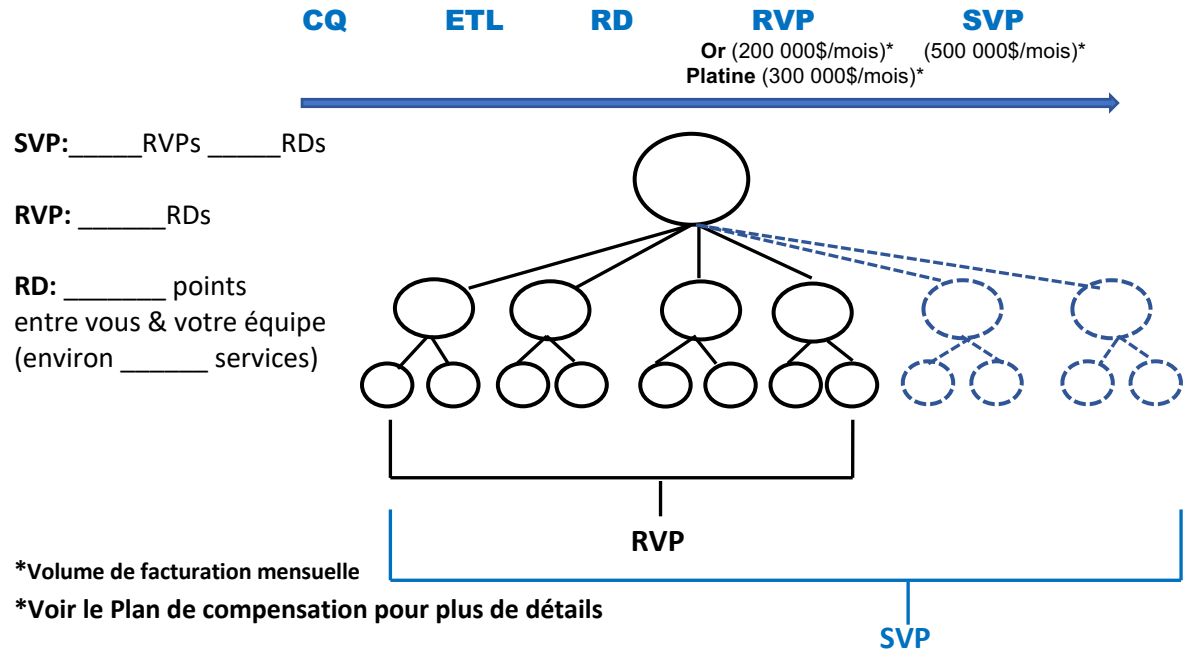 CQ ETL RD RVP SVP
Or (200 000$/mois)* (500 000$/mois)*
Platine (300 000$/mois)*
SVP:_____RVPs _____RDs
RVP: ______RDs
RD: _______ points
entre vous & votre équipe
(environ ______ services)
RVP
*Volume de facturation mensuelle
*Voir le Plan de compensation pour plus de détails
SVP